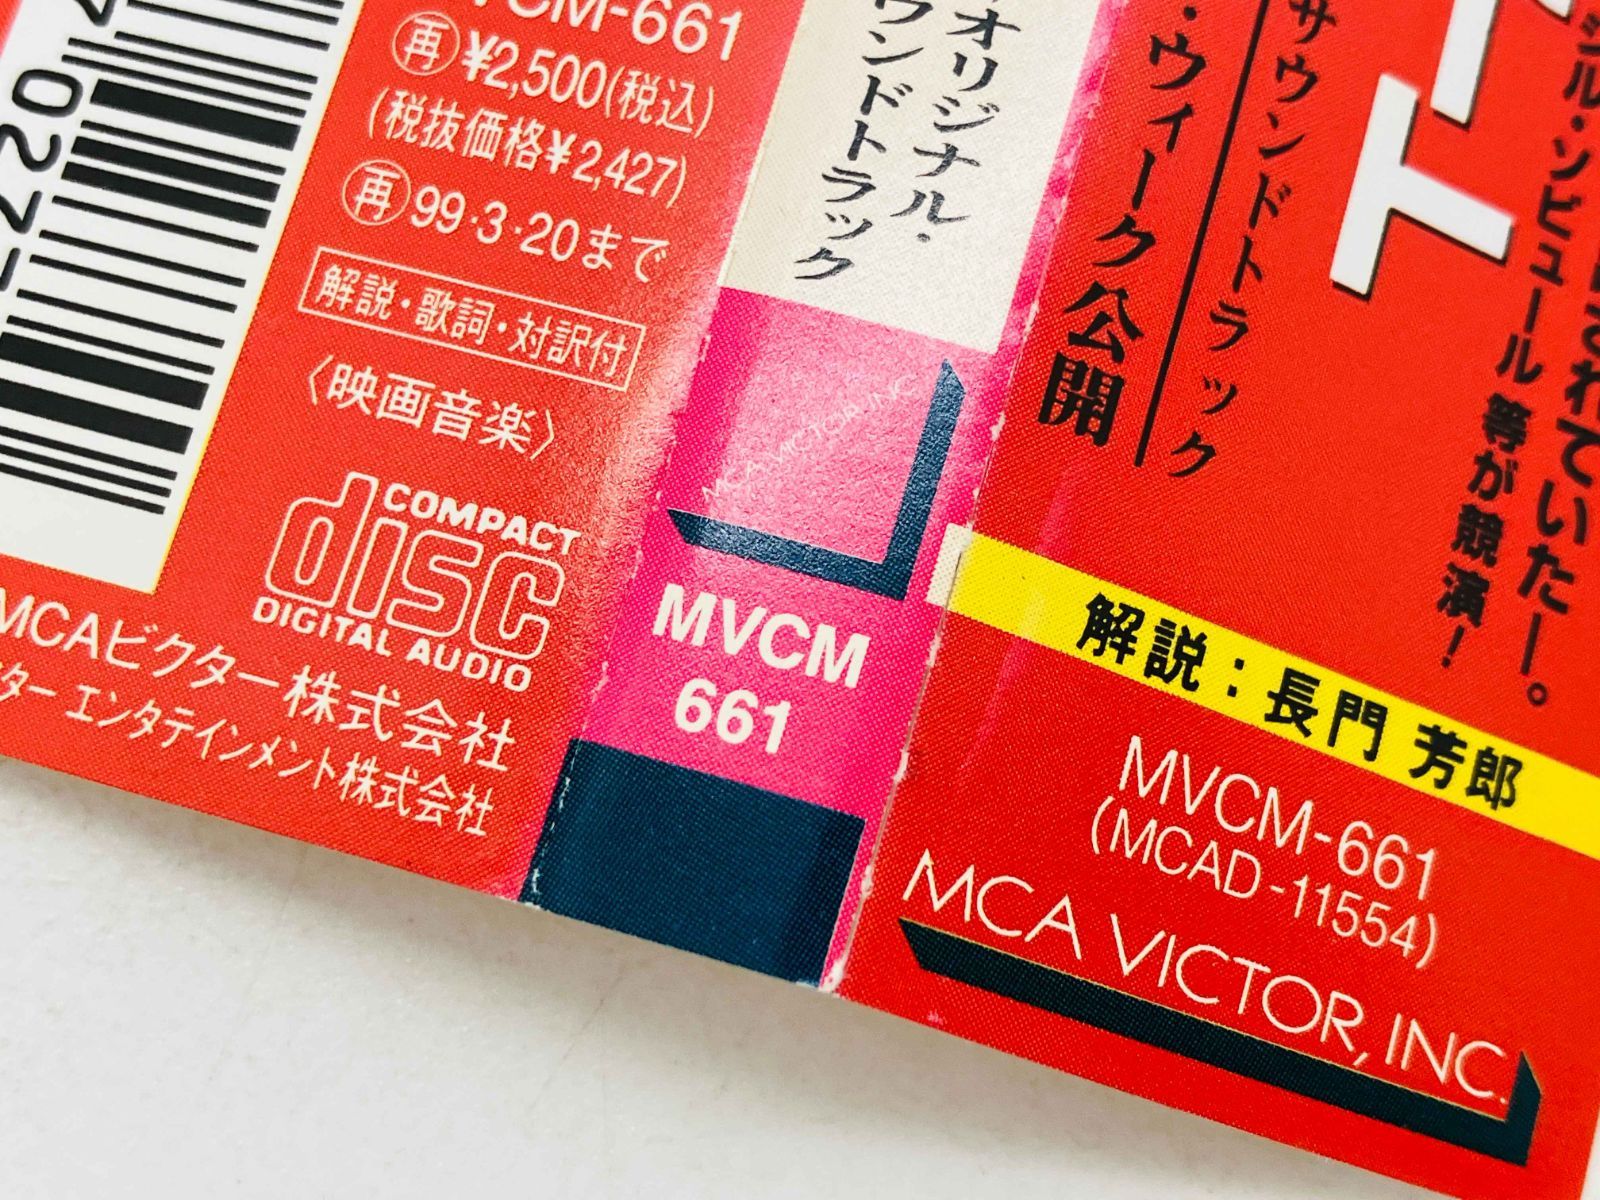 VCM-661
再 ¥2,500(税込)
(税抜価格¥2,427)
再 99・3・20まで
解説・歌詞・対訳付
〈映画音楽〉
COMPACT
disc
DIGITAL AUDIO
MCAビクター株式会社
ター エンタテインメント株式会社
オリジナル・
ウンドトラック
MCA VICTOR, INC.
MVCM
661
サウンドトラック
・ウィーク公開
ト
されていたー。
ル・ソビュール 等が競演!
解説:長門 芳郎
MVCM-661
(MCAD-11554)
MCA VICTOR, INC.